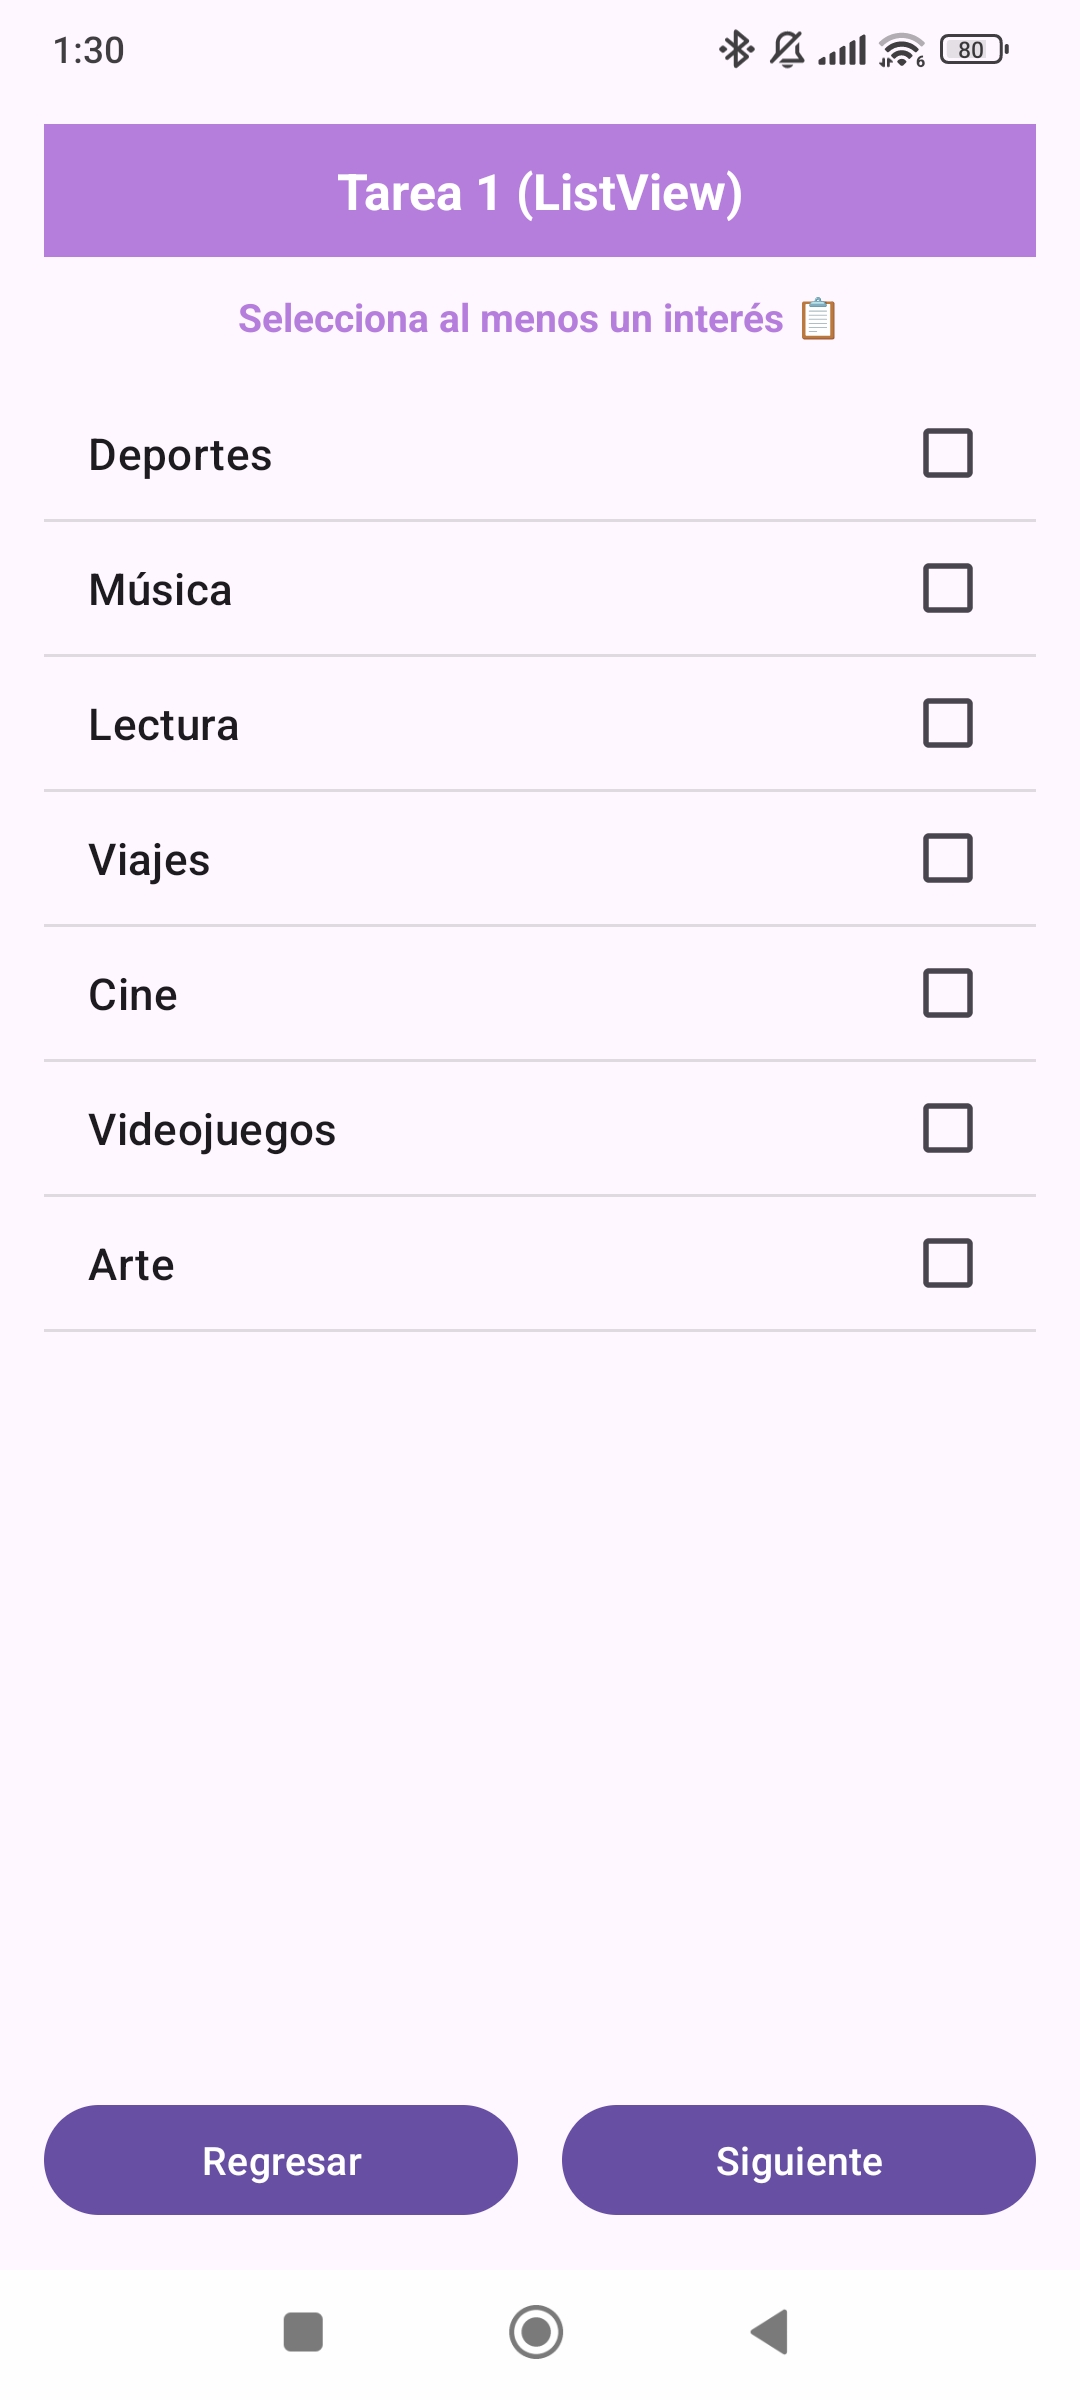 1:30
6
80
Tarea 1 (ListView)
Selecciona al menos un interés 📋
Deportes
Música
Lectura
Viajes
Cine
Videojuegos
Arte
Regresar
Siguiente